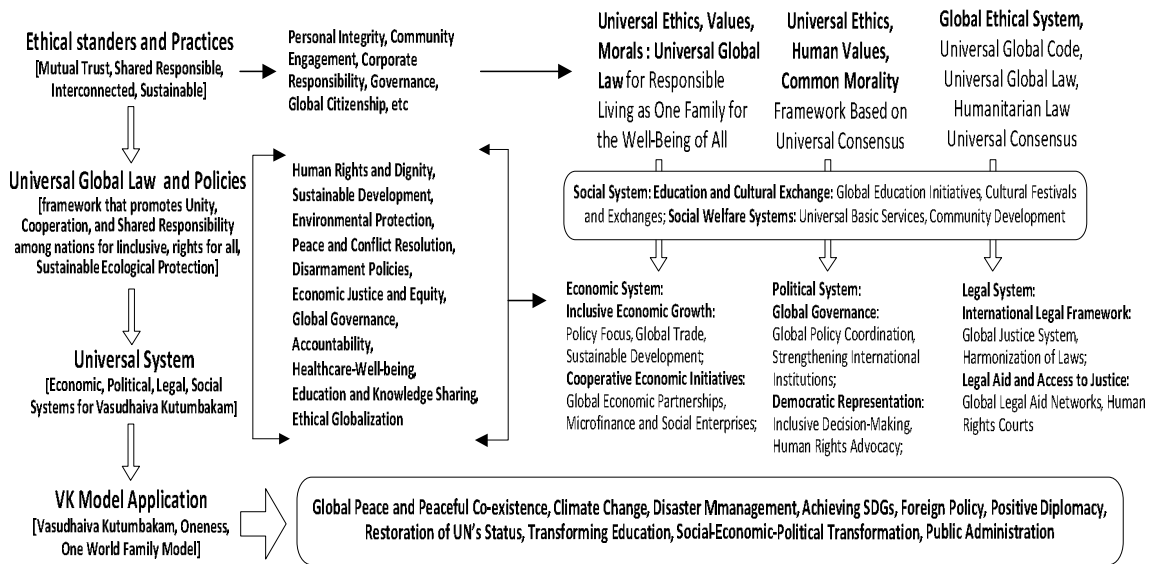 Ethical standers and Practices
[Mutual Trust, Shared Responsible,
Interconnected, Sustainable]
Personal Integrity, Community
Engagement, Corporate
Responsibility, Governance,
Global Citizenship, etc
Universal Ethics, Values,
Morals : Universal Global
Law for Responsible
Living as One Family for
the Well-Being of All
Universal Ethics,
Human Values,
Common Morality
Framework Based on
Universal Consensus
Global Ethical System,
Universal Global Code,
Universal Global Law,
Humanitarian Law
Universal Consensus
Universal Global Law and Policies
[framework that promotes Unity,
Cooperation, and Shared Responsibility
among nations for Iinclusive, rights for all,
Sustainable Ecological Protection]
Human Rights and Dignity,
Sustainable Development,
Environmental Protection,
Peace and Conflict Resolution,
Disarmament Policies,
Economic Justice and Equity,
Global Governance,
Accountability,
Healthcare-Well-being,
Education and Knowledge Sharing,
Ethical Globalization
Social System: Education and Cultural Exchange: Global Education Initiatives, Cultural Festivals
and Exchanges; Social Welfare Systems: Universal Basic Services, Community Development
Economic System:
Inclusive Economic Growth:
Policy Focus, Global Trade,
Sustainable Development;
Cooperative Economic Initiatives:
Global Economic Partnerships,
Microfinance and Social Enterprises;
Political System:
Global Governance:
Global Policy Coordination,
Strengthening International
Institutions;
Democratic Representation:
Inclusive Decision-Making,
Human Rights Advocacy;
Legal System:
International Legal Framework:
Global Justice System,
Harmonization of Laws;
Legal Aid and Access to Justice:
Global Legal Aid Networks, Human
Rights Courts
Universal System
[Economic, Political, Legal, Social
Systems for Vasudhaiva Kutumbakam]
VK Model Application
[Vasudhaiva Kutumbakam, Oneness,
One World Family Model]
Global Peace and Peaceful Co-existence, Climate Change, Disaster Mmanagement, Achieving SDGs, Foreign Policy, Positive Diplomacy,
Restoration of UN's Status, Transforming Education, Social-Economic-Political Transformation, Public Administration